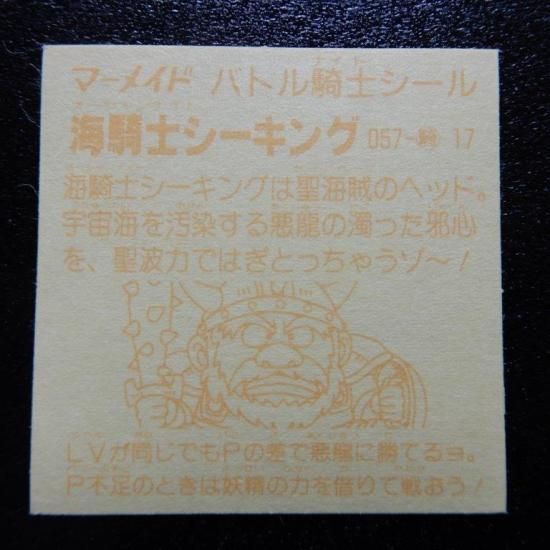 マーメイド バトル騎士シール
海騎士シーキング 057-騎 17
海騎士シーキングは聖海賊のヘッド。
宇宙海を汚染する悪龍の濁った邪心
を、聖波力ではぎとっちゃうゾ〜!
LVが同じでもPの差で悪龍に勝てるヨ。
P不足のときは妖精の力を借りて戦おう!